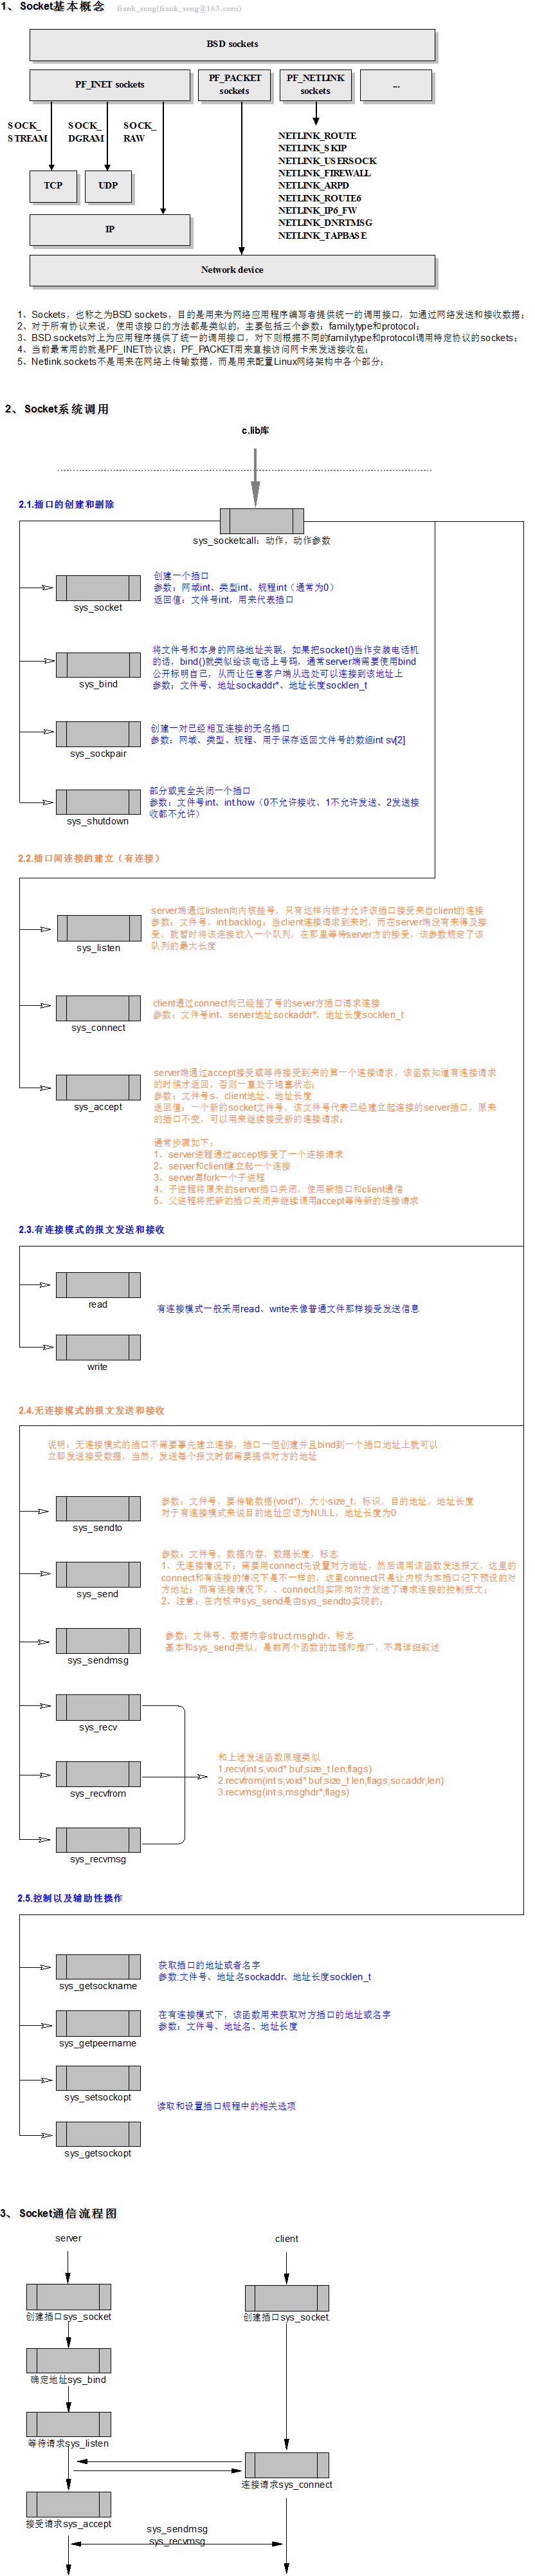 1、Socket基本概念 frank_seng(frank_seng@163.com)
BSD sockets
PF_INET sockets
PF_PACKET
sockets
PF_NETLINK
sockets
...
SOCK_
STREAM
SOCK_
DGRAM
SOCK_
RAW
NETLINK_ROUTE
NETLINK_SKIP
NETLINK_USERSOCK
NETLINK_FIREWALL
NETLINK_ARPD
NETLINK_ROUTE6
NETLINK_IP6_FW
NETLINK_DNRTMSG
NETLINK_TAPBASE
TCP
UDP
IP
Network device
1、Sockets，也称之为BSD sockets，目的是用来为网络应用程序编写者提供统一的调用接口，如通过网络发送和接收数据；
2、对于所有协议来说，使用该接口的方法都是类似的，主要包括三个参数：family,type和protocol；
3、BSD.sockets对上为应用程序提供了统一的调用接口，对下则根据不同的family,type和protocol调用特定协议的sockets；
4、当前最常用的就是PF_INET协议族；PF_PACKET用来直接访问网卡来发送接收包；
5、Netlink.sockets不是用来在网络上传输数据，而是用来配置Linux网络架构中各个部分；
2、Socket系统调用
c.lib库
2.1.插口的创建和删除
sys_socketcall：动作，动作参数
sys_socket
创建一个插口
参数：网域int、类型int、规程int（通常为0）
返回值：文件号int，用来代表插口
sys_bind
将文件号和本身的网络地址关联，如果把socket()当作安装电话机
的话，bind()就类似给该电话上号码，通常server端需要使用bind
公开标明自己，从而让任意客户端从远处可以连接到该地址上
参数：文件号、地址sockaddr*、地址长度socklen_t
sys_sockpair
创建一对已经相互连接的无名插口
参数：网域、类型、规程、用于保存返回文件号的数组int sv[2]
sys_shutdown
部分或完全关闭一个插口
参数：文件号int、int.how（0不允许接收、1不允许发送、2发送接
收都不允许）
2.2.插口间连接的建立（有连接）
sys_listen
server端通过listen向内核挂号，只有这样内核才允许该插口接受来自client的连接
参数：文件号、int.backlog；当client连接请求到来时，而在server端没有来得及接
受，就暂时将该连接放入一个队列，在那里等待server方的接受，该参数规定了该
队列的最大长度
sys_connect
client通过connect向已经挂了号的sever方插口请求连接
参数：文件号int、server地址sockaddr*、地址长度socklen_t
sys_accept
server端通过accept接受或等待接受到来的第一个连接请求，该函数知道有连接请求
的时候才返回，否则一直处于堵塞状态；
参数：文件号s、client地址、地址长度
返回值：一个新的socket文件号，该文件号代表已经建立起连接的server插口，原来
的插口不变，可以用来继续接受新的连接请求；
通常步骤如下：
1、server进程通过accept接受了一个连接请求
2、server和client建立起一个连接
3、server再fork一个子进程
4、子进程将原来的server插口关闭，使用新插口和client通信
5、父进程将把新的插口关闭并继续调用accept等待新的连接请求
2.3.有连接模式的报文发送和接收
read
有连接模式一般采用read、write来像普通文件那样接受发送信息
write
2.4.无连接模式的报文发送和接收
说明：无连接模式的插口不需要事先建立连接，插口一但创建并且bind到一个插口地址上就可以
立即发送接受数据，当然，发送每个报文时都需要提供对方的地址
sys_sendto
参数：文件号，要传输数据(void*)，大小size_t，标识，目的地址，地址长度
对于有连接模式来说目的地址应该为NULL，地址长度为0
sys_send
参数：文件号，数据内容，数据长度，标志
1、无连接情况下：需要用connect先设置对方地址，然后调用该函数发送报文，这里的
connect和有连接的情况下是不一样的，这里connect只是让内核为本插口记下预设的对
方地址；而有连接情况下，、connect则实际向对方发送了请求连接的控制报文；
2、注意：在内核中sys_send是由sys_sendto实现的；
sys_sendmsg
参数：文件号、数据内容struct.msghdr、标志
基本和sys_send类似，是前两个函数的加强和推广，不再详细叙述
sys_recv
sys_recvfrom
sys_recvmsg
和上述发送函数原理类似
1.recv(int s,void* buf,size_t len,flags)
2.recvfrom(int s,void* buf,size_t len,flags,socaddr,len)
3.recvmsg(int s,msghdr*,flags)
2.5.控制以及辅助性操作
sys_getsockname
获取插口的地址或者名字
参数:文件号、地址名sockaddr、地址长度socklen_t
sys_getpeername
在有连接模式下，该函数用来获取对方插口的地址或名字
参数：文件号、地址名、地址长度
sys_setsockopt
读取和设置插口规程中的相关选项
sys_getsockopt
3、Socket通信流程图
server
client
创建插口sys_socket
创建插口sys_socket.
确定地址sys_bind
等待请求sys_listen
连接请求sys_connect
接受请求sys_accept
sys_sendmsg
sys_recvmsg